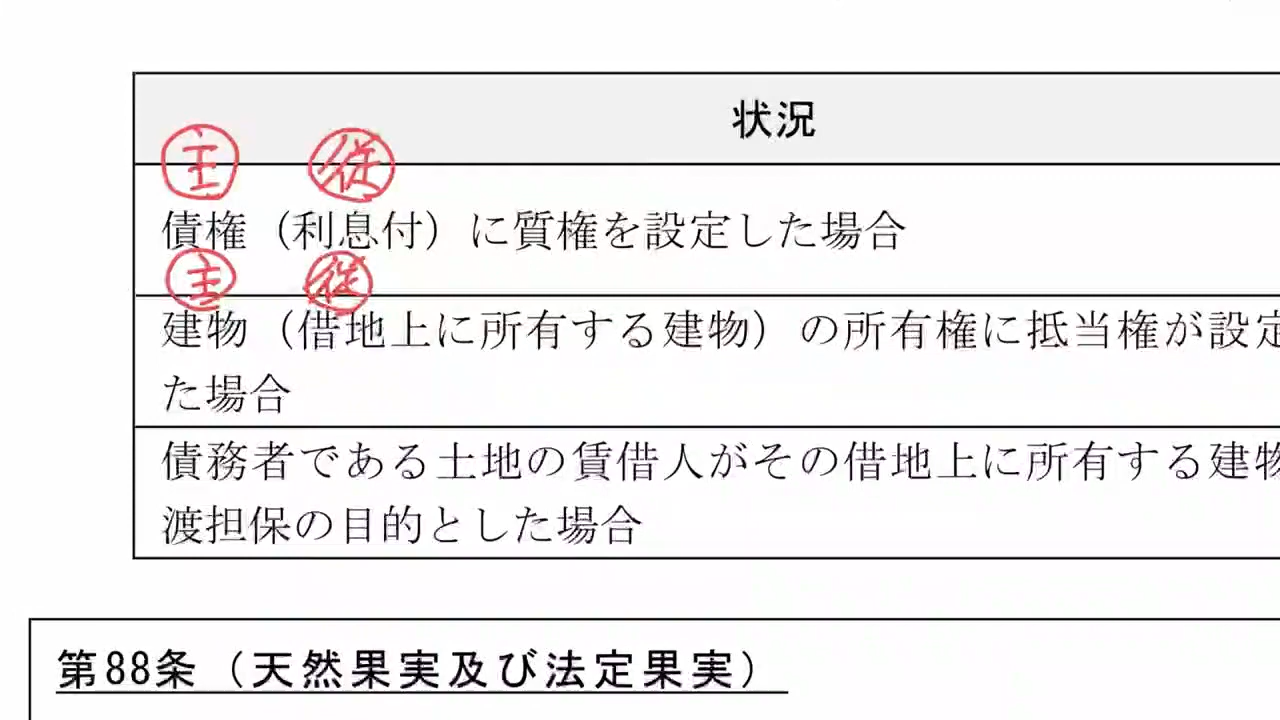 状況
主 従
債権（利息付）に質権を設定した場合
主 従
建物（借地上に所有する建物）の所有権に抵当権が設定
た場合
債務者である土地の賃借人がその借地上に所有する建物
渡担保の目的とした場合
第88条（天然果実及び法定果実）